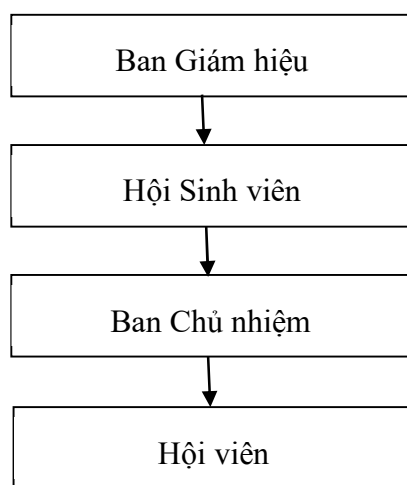 Ban Giám hiệu
Hội Sinh viên
Ban Chủ nhiệm
Hội viên